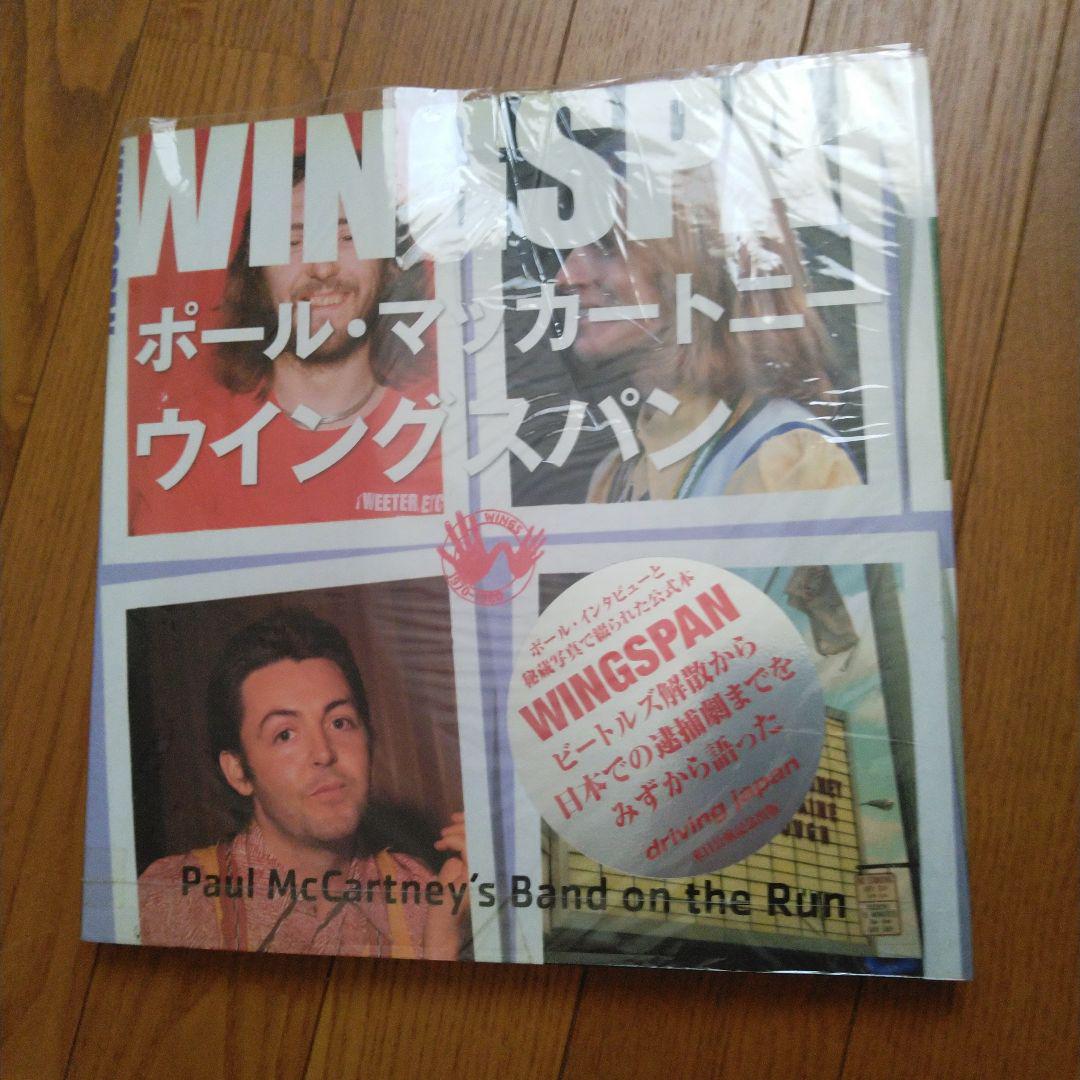 WINGSPAN
ポール・マッカートニー
ウイングスパン
TWEETER ETC
WINGS
ポール・インタビューと
秘蔵写真で綴られた公式本
WINGSPAN
ビートルズ解散から
日本での逮捕劇までを
みずから語った
driving japan
Paul McCartney's Band on the Run